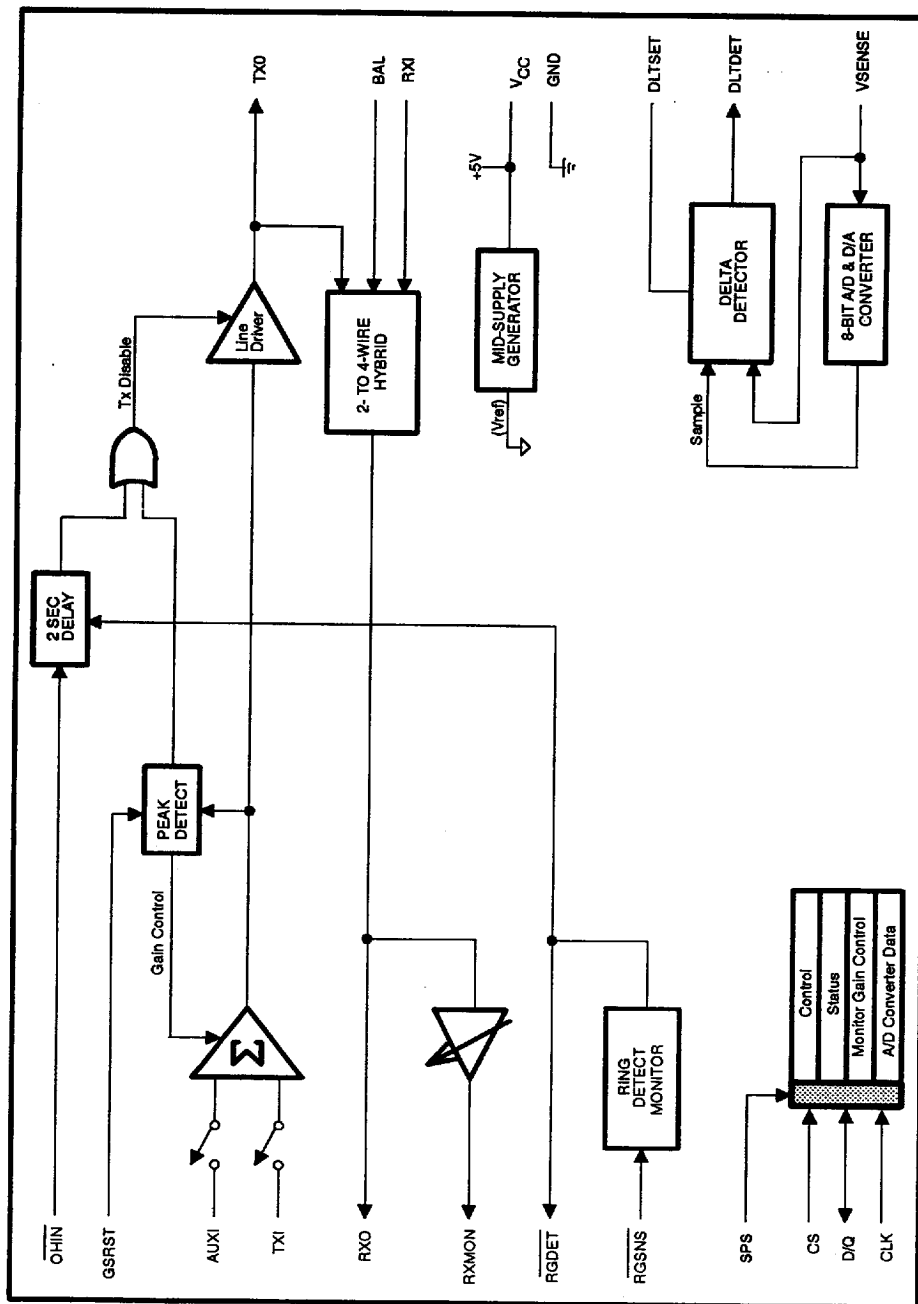 OHIN
GSRST
AUXI
TXI
RXO
RXMON
RGDET
RGSNS
SPS
CS
D/Q
CLK
2 SEC
DELAY
PEAK
DETECT
Gain Control
Σ
Tx Disable
Line
Driver
2- TO 4-WIRE
HYBRID
RING
DETECT
MONITOR
Control
Status
Monitor Gain Control
A/D Converter Data
(Vref)
MID-SUPPLY
GENERATOR
+5V
Sample
DELTA
DETECTOR
8-BIT A/D & D/A
CONVERTER
TX0
BAL
RXI
VCC
GND
DLTSET
DLTDET
VSENSE